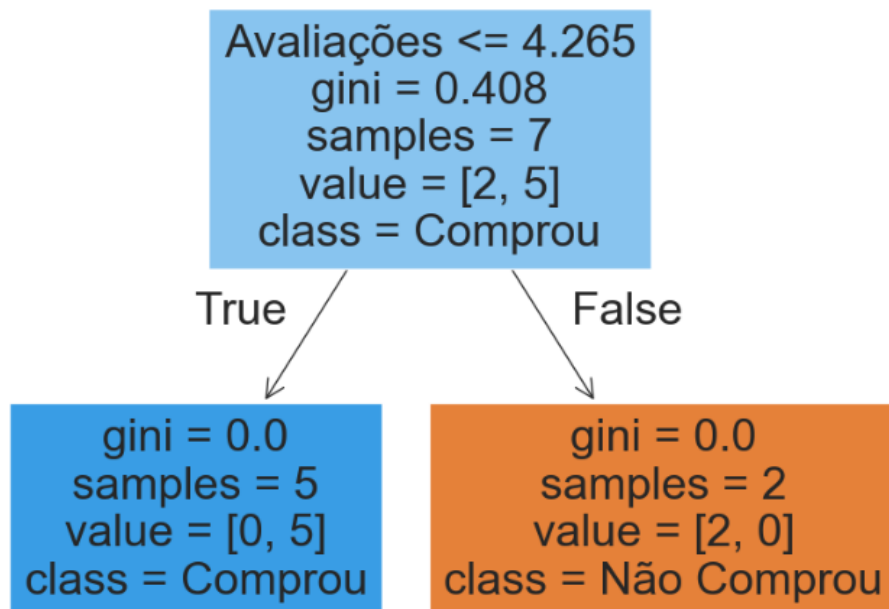 Avaliações <= 4.265
gini = 0.408
samples = 7
value = [2, 5]
class = Comprou
True
False
gini = 0.0
samples = 5
value = [0, 5]
class = Comprou
gini = 0.0
samples = 2
value = [2, 0]
class = Não Comprou